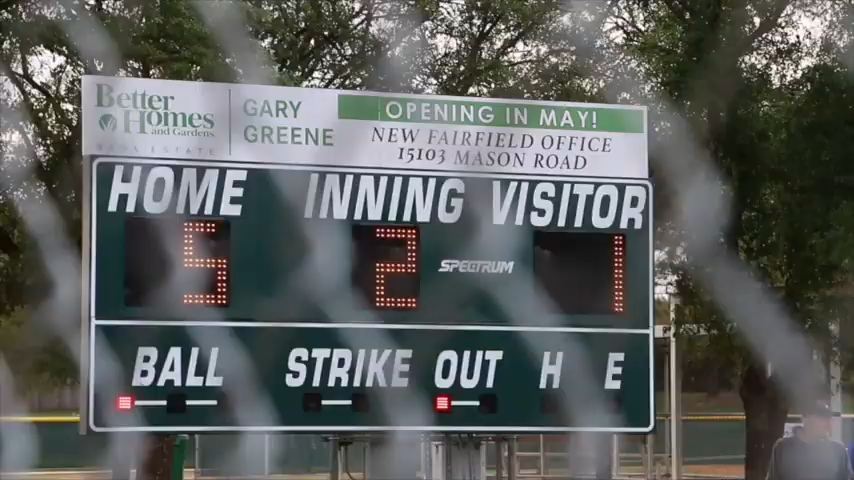 Better
Homes
and Gardens
REAL ESTATE
GARY
GREENE
OPENING IN MAY!
NEW FAIRFIELD OFFICE
15103 MASON ROAD
HOME INNING VISITOR
5 2 SPECTRUM 1
BALL STRIKE OUT H E